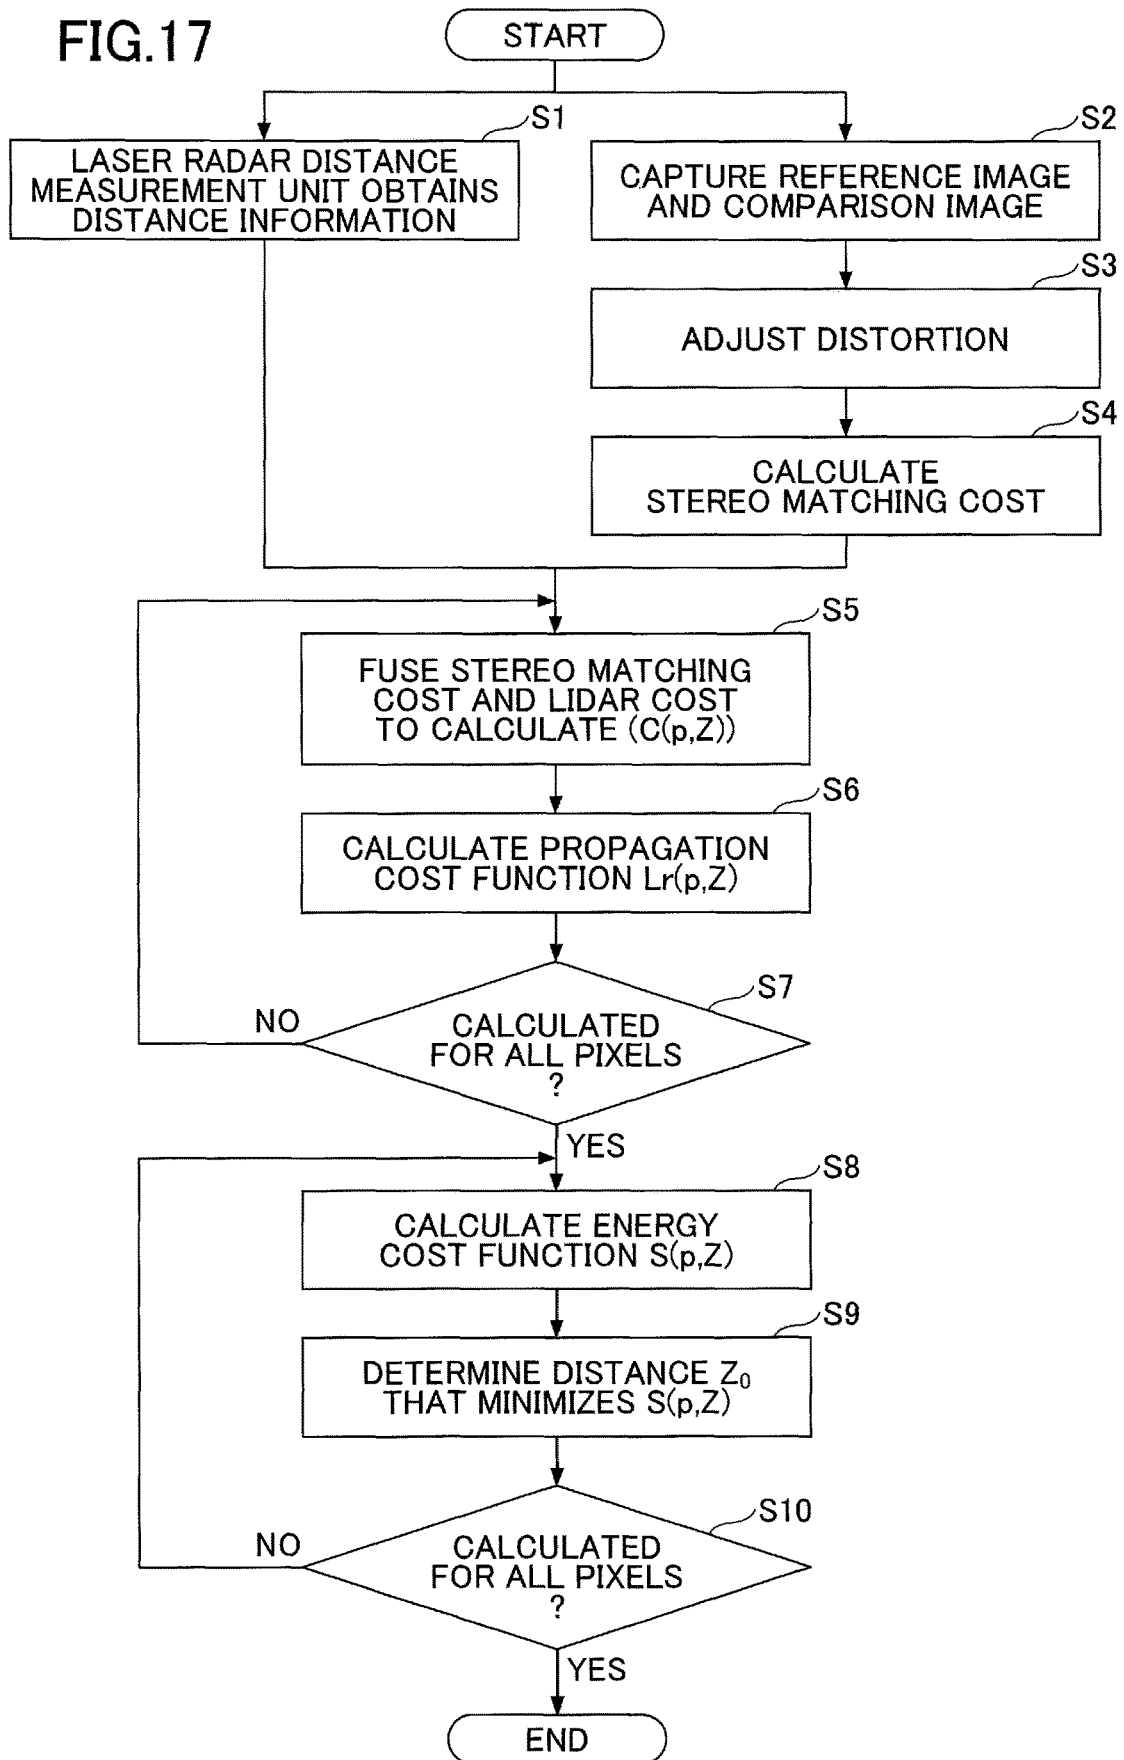 FIG.17
START
S1
LASER RADAR DISTANCE
MEASUREMENT UNIT OBTAINS
DISTANCE INFORMATION
S2
CAPTURE REFERENCE IMAGE
AND COMPARISON IMAGE
S3
ADJUST DISTORTION
S4
CALCULATE
STEREO MATCHING COST
S5
FUSE STEREO MATCHING
COST AND LIDAR COST
TO CALCULATE (C(p,Z))
S6
CALCULATE PROPAGATION
COST FUNCTION Lr(p,Z)
S7
CALCULATED
FOR ALL PIXELS
?
NO
YES
S8
CALCULATE ENERGY
COST FUNCTION S(p,Z)
S9
DETERMINE DISTANCE Z₀
THAT MINIMIZES S(p,Z)
S10
CALCULATED
FOR ALL PIXELS
?
NO
YES
END